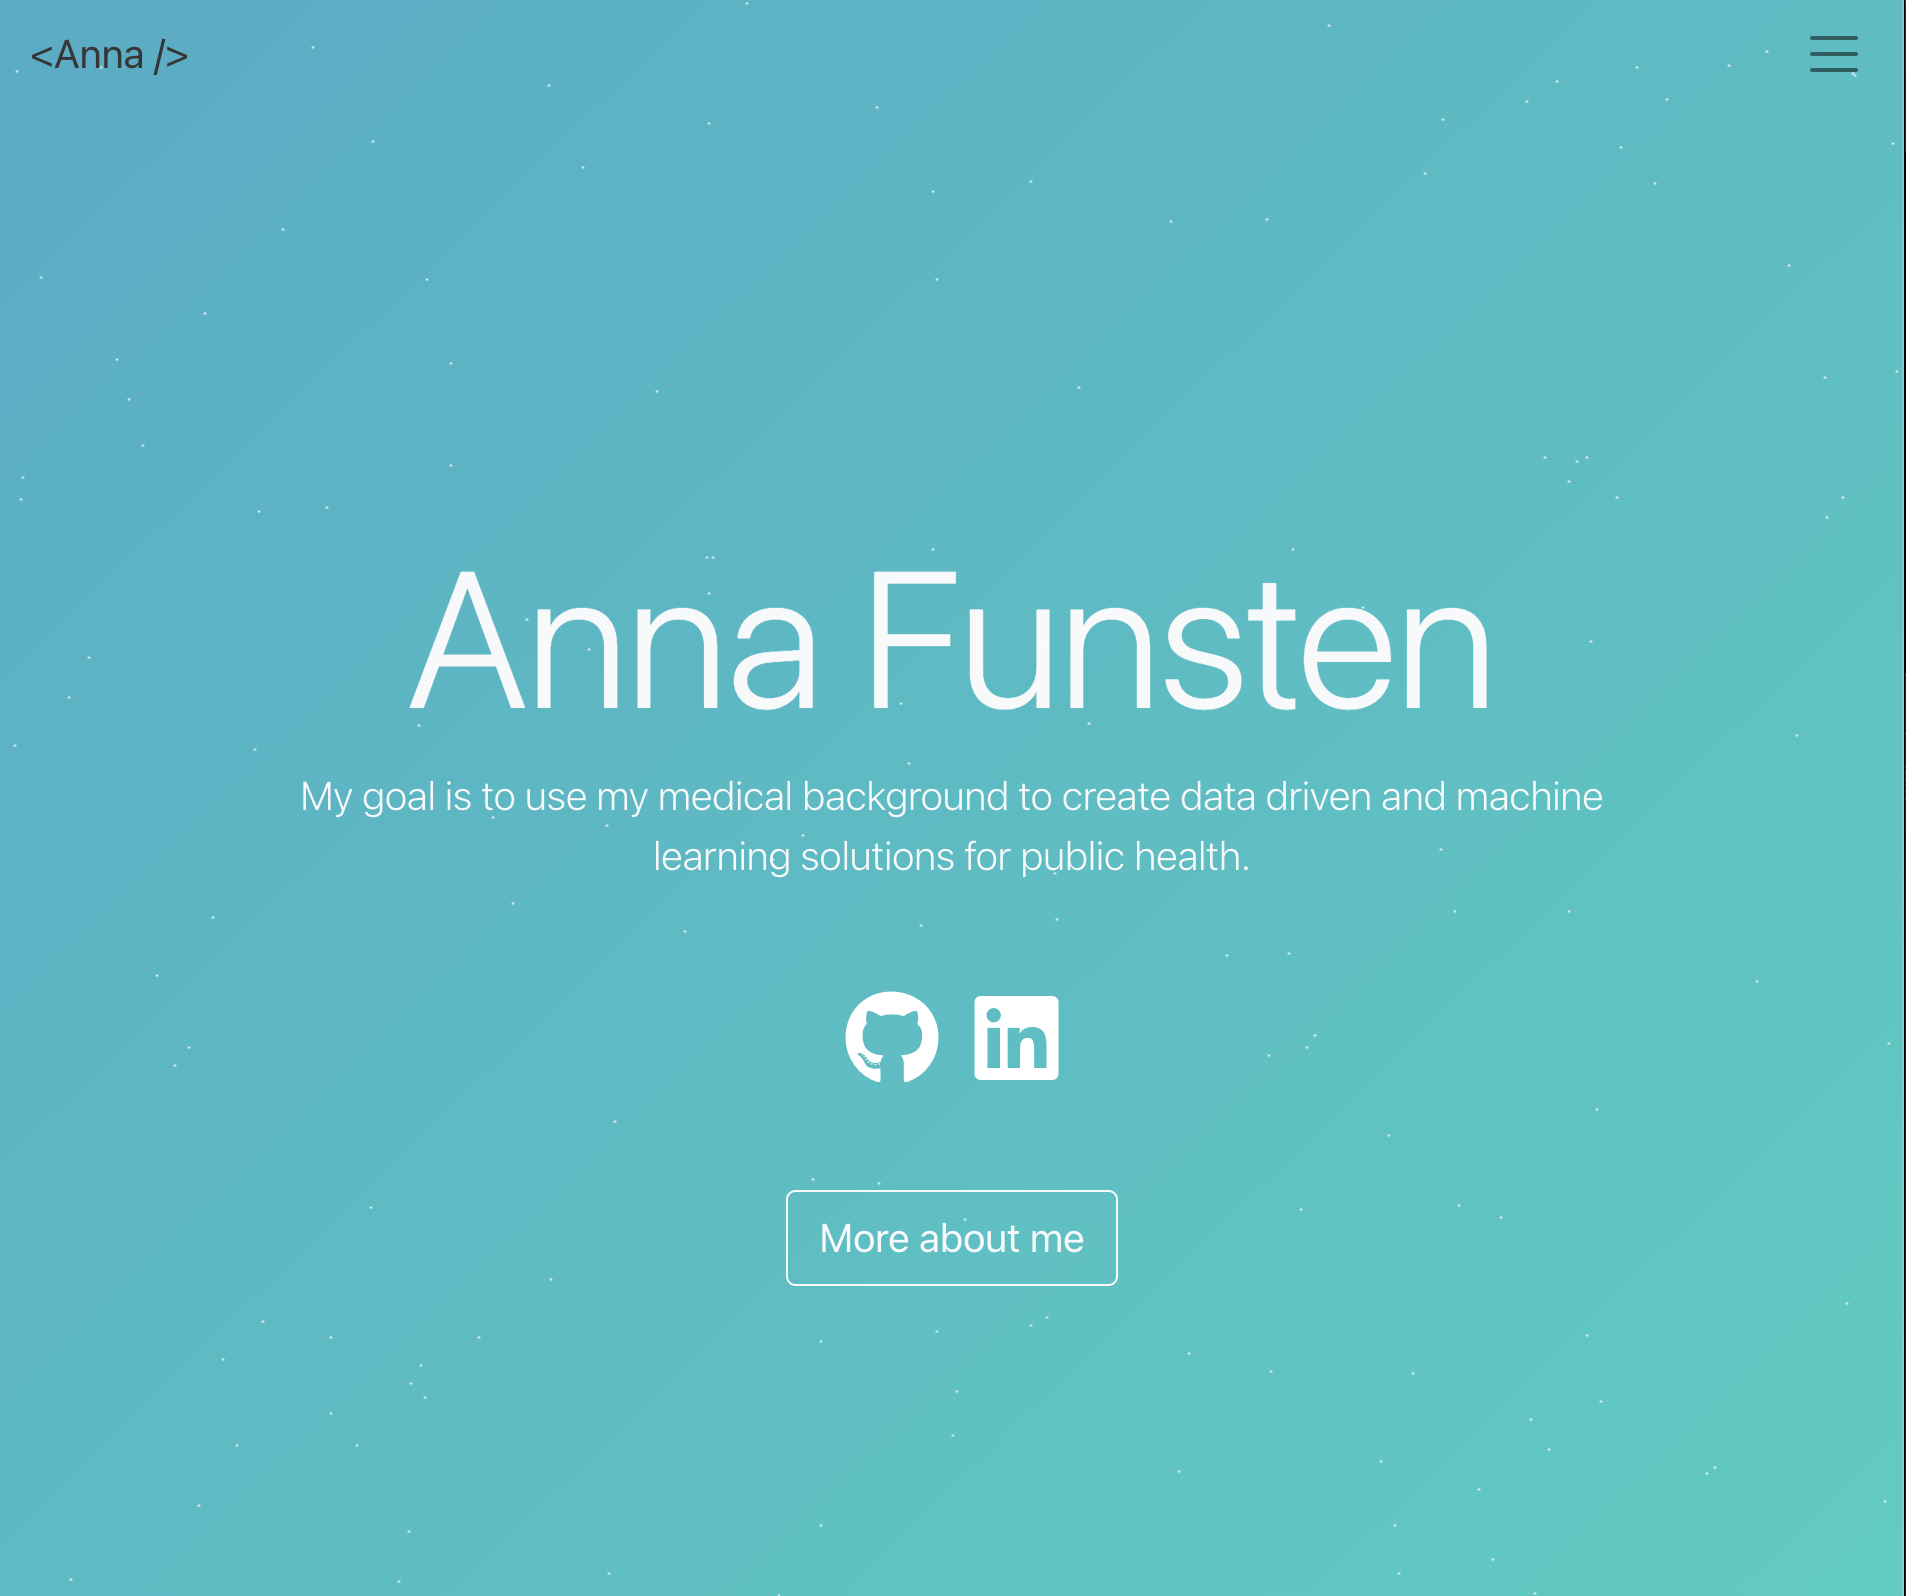 <Anna />
Anna Funsten
My goal is to use my medical background to create data driven and machine
learning solutions for public health.
in
More about me